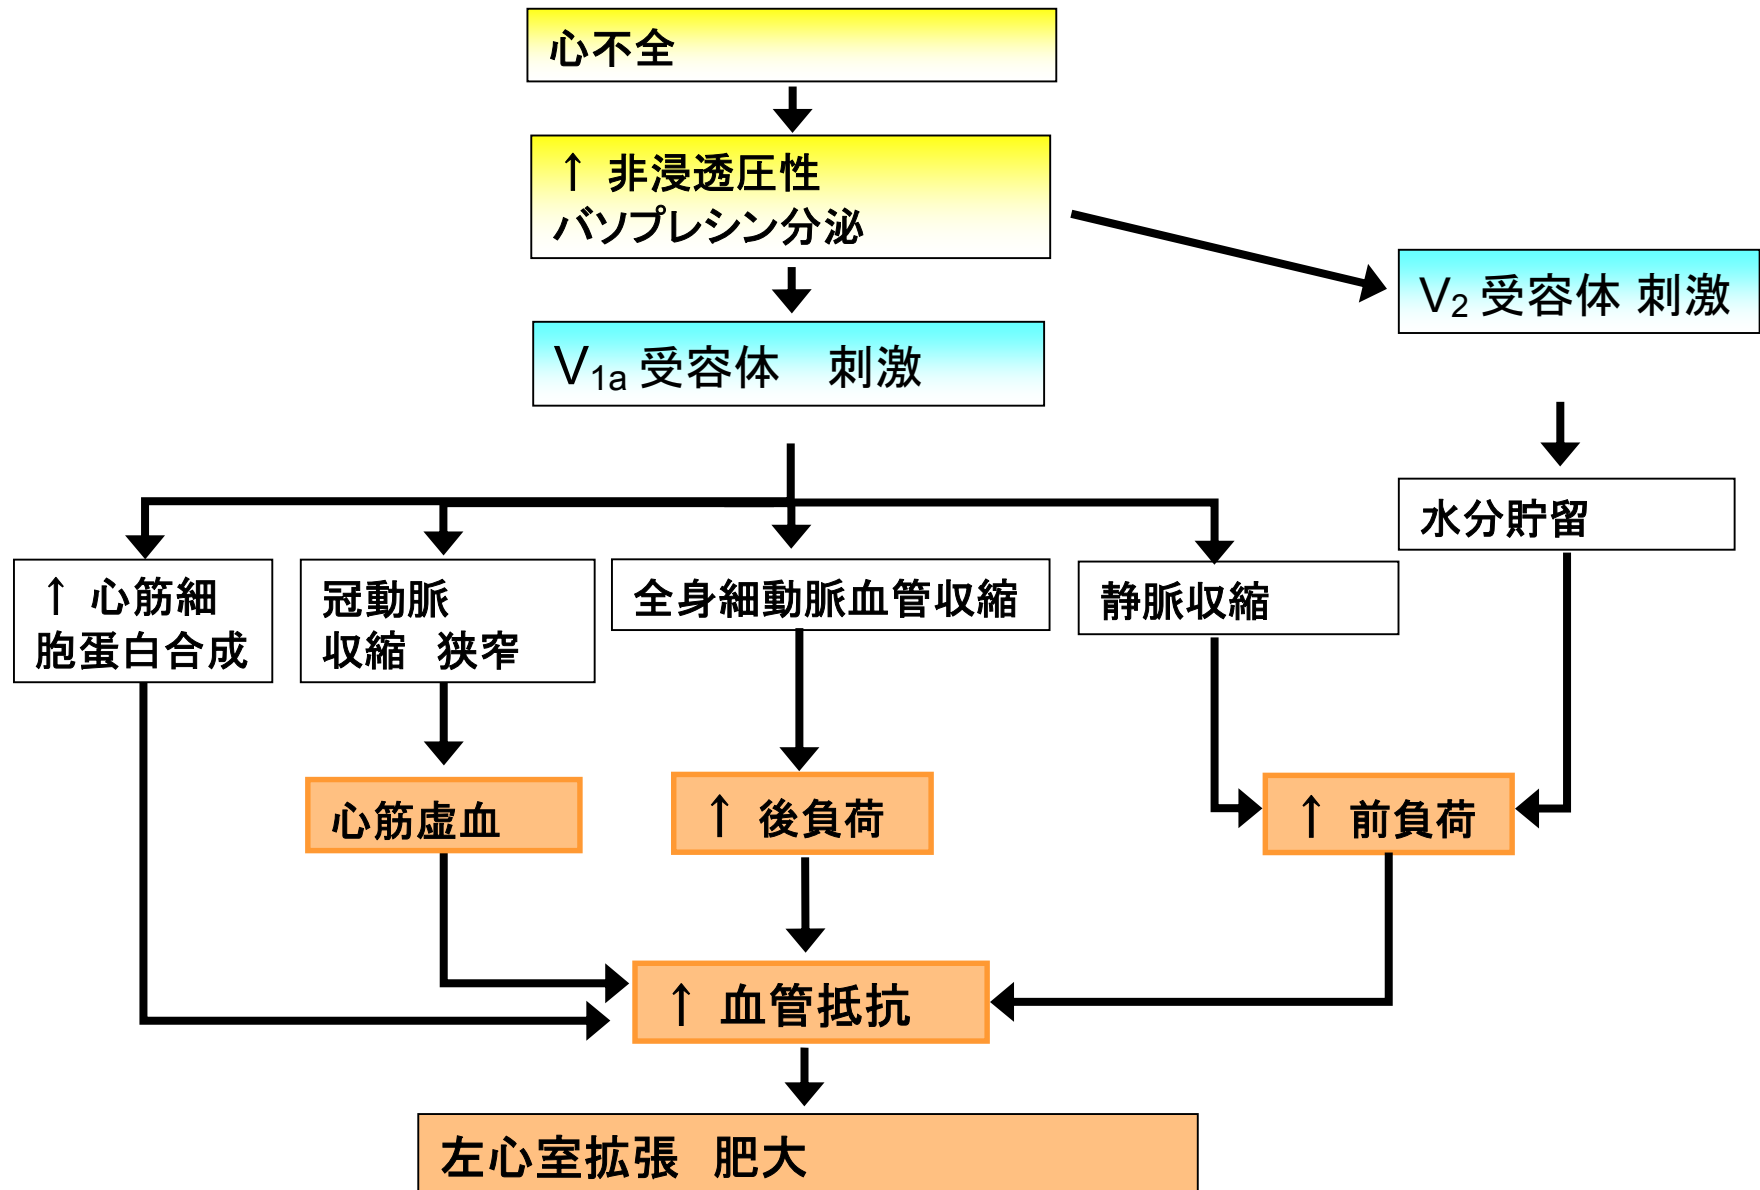 心不全
↑ 非浸透圧性
バソプレシン分泌
V2 受容体 刺激
V1a 受容体　刺激
水分貯留
↑ 心筋細
胞蛋白合成
冠動脈
収縮　狭窄
全身細動脈血管収縮
静脈収縮
心筋虚血
↑ 後負荷
↑ 前負荷
↑ 血管抵抗
左心室拡張　肥大